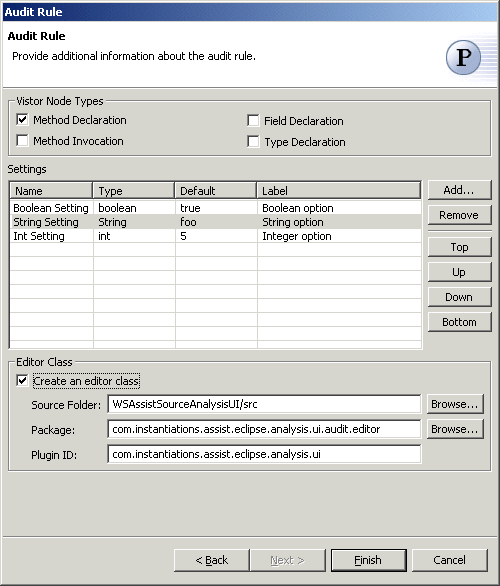 Audit Rule
Audit Rule
Provide additional information about the audit rule.
P
Vistor Node Types
Method Declaration Field Declaration
Method Invocation Type Declaration
Settings
Name Type Default Label
Boolean Setting boolean true Boolean option
String Setting String foo String option
Int Setting int 5 Integer option
Add...
Remove
Top
Up
Down
Bottom
Editor Class
Create an editor class
Source Folder: WSAssistSourceAnalysisUI/src Browse...
Package: com.instantiations.assist.eclipse.analysis.ui.audit.editor Browse...
Plugin ID: com.instantiations.assist.eclipse.analysis.ui
< Back Next > Finish Cancel